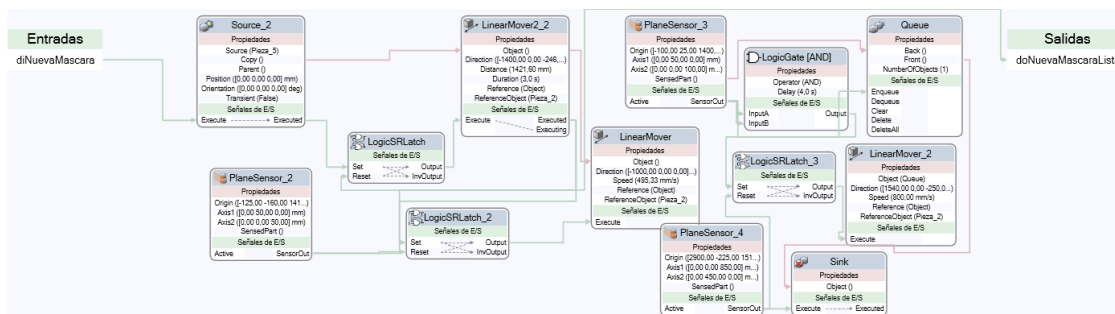 Entradas
diNuevaMascara
Source_2
Propiedades
Source (Pieza_5)
Copy ()
Parent ()
Position ([0,00 0,00 0,00] mm)
Orientation ([0,00 0,00 0,00] deg)
Transient (False)
Señales de E/S
Execute Executed
PlaneSensor_2
Propiedades
Origin ([-125,00 -160,00 141...)
Axis1 ([0,00 50,00 0,00] mm)
Axis2 ([0,00 0,00 50,00] mm)
SensedPart ()
Señales de E/S
Active SensorOut
LogicSRLatch
Señales de E/S
Set Output
Reset InvOutput
LogicSRLatch_2
Señales de E/S
Set Output
Reset InvOutput
LinearMover2_2
Propiedades
Object ()
Direction ([-1400,00 0,00 -246,...)
Distance (1421,60 mm)
Duration (3,0 s)
Reference (Object)
ReferenceObject (Pieza_2)
Señales de E/S
Execute Executed
Executing
LinearMover
Propiedades
Object ()
Direction ([-1000,00 0,00 0,00]...)
Speed (495,33 mm/s)
Reference (Object)
ReferenceObject (Pieza_2)
Señales de E/S
Execute
PlaneSensor_3
Propiedades
Origin ([-100,00 25,00 1400,...)
Axis1 ([0,00 50,00 0,00] mm)
Axis2 ([0,00 0,00 100,00] m...)
SensedPart ()
Señales de E/S
Active SensorOut
PlaneSensor_4
Propiedades
Origin ([2900,00 -225,00 151...)
Axis1 ([0,00 0,00 850,00] m...)
Axis2 ([0,00 450,00 0,00] m...)
SensedPart ()
Señales de E/S
Active SensorOut
LogicGate [AND]
Propiedades
Operator (AND)
Delay (4,0 s)
Señales de E/S
InputA Output
InputB
LogicSRLatch_3
Señales de E/S
Set Output
Reset InvOutput
Queue
Propiedades
Back ()
Front ()
NumberOfObjects (1)
Señales de E/S
Enqueue
Dequeue
Clear
Delete
DeleteAll
LinearMover_2
Propiedades
Object (Queue)
Direction ([1540,00 0,00 -250,0...)
Speed (800,00 mm/s)
Reference (Object)
ReferenceObject (Pieza_2)
Señales de E/S
Execute
Sink
Propiedades
Object ()
Señales de E/S
Execute Executed
Salidas
doNuevaMascaraList